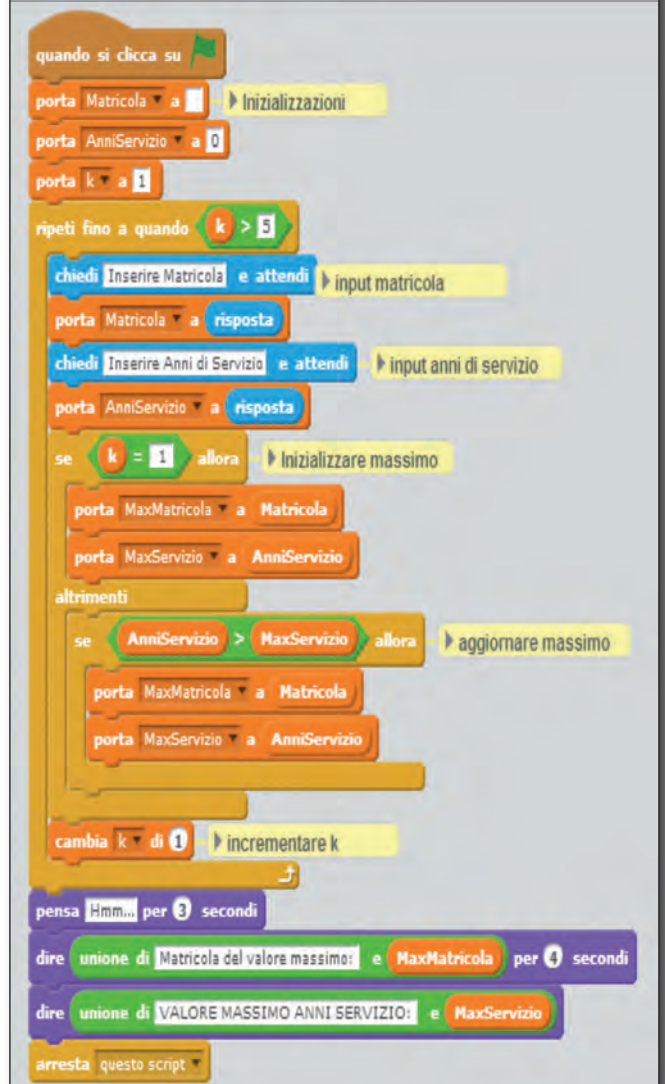 quando si clicca su
porta Matricola a Inizializzazioni
porta AnniServizio a 0
porta k a 1
ripeti fino a quando k > 5
chiedi Inserire Matricola e attendi input matricola
porta Matricola a risposta
chiedi Inserire Anni di Servizio e attendi input anni di servizio
porta AnniServizio a risposta
se k = 1 allora Inizializzare massimo
porta MaxMatricola a Matricola
porta MaxServizio a AnniServizio
altrimenti
se AnniServizio > MaxServizio allora aggiornare massimo
porta MaxMatricola a Matricola
porta MaxServizio a AnniServizio
cambia k di 1 incrementare k
pensa Hmm... per 3 secondi
dire unione di Matricola del valore massimo: e MaxMatricola per 4 secondi
dire unione di VALORE MASSIMO ANNI SERVIZIO: e MaxServizio
arresta questo script